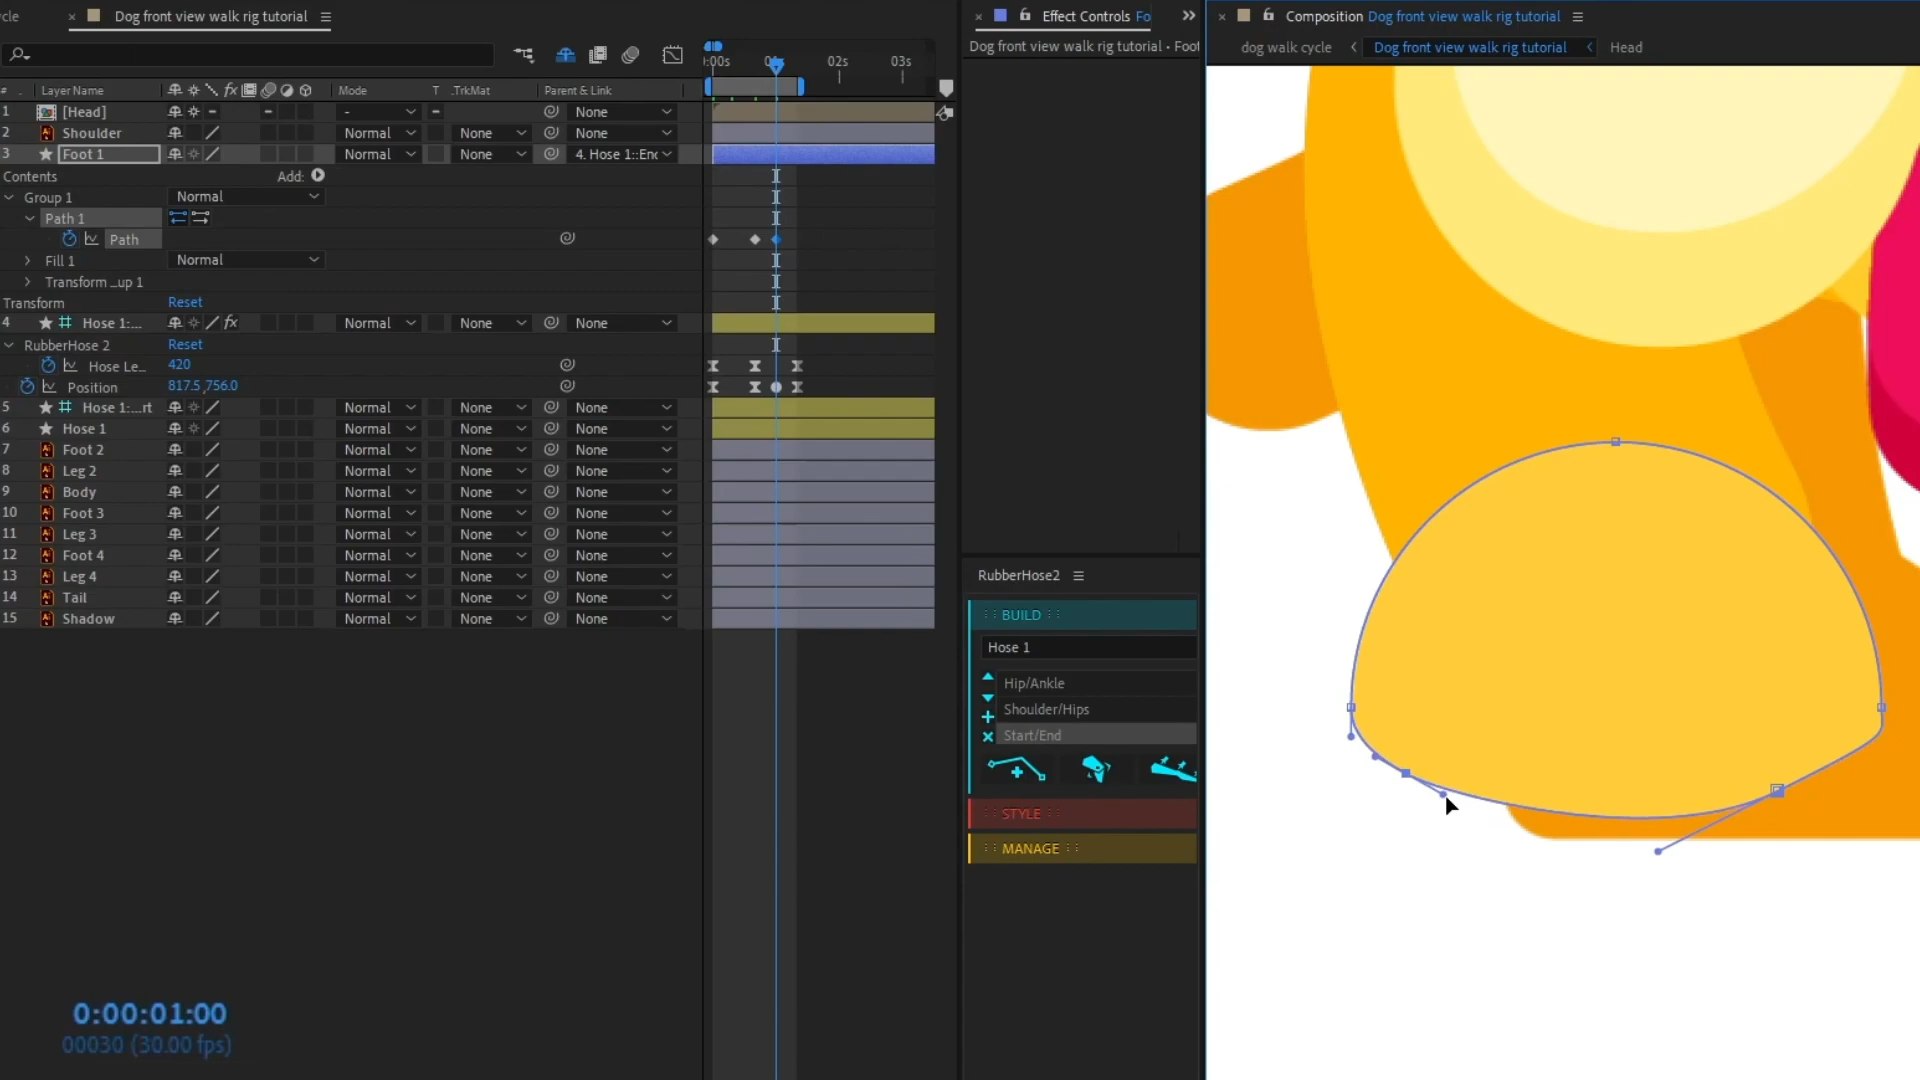 cle
× Dog front view walk rig tutorial
:00s 02s 03s
# Layer Name fx Mode T .TrkMat Parent & Link
1 [Head] - None
2 Shoulder Normal None None
3 Foot 1 Normal None 4. Hose 1::Enc
Contents Add:
Group 1 Normal
Path 1
Path
Fill 1 Normal
Transform ...up 1
Transform Reset
4 Hose 1:... fx Normal None None
RubberHose 2 Reset
Hose Le... 420
Position 817.5,756.0
5 Hose 1:...rt Normal None None
6 Hose 1 Normal None None
7 Foot 2 Normal None None
8 Leg 2 Normal None None
9 Body Normal None None
10 Foot 3 Normal None None
11 Leg 3 Normal None None
12 Foot 4 Normal None None
13 Leg 4 Normal None None
14 Tail Normal None None
15 Shadow Normal None None
0:00:01:00
00030 (30.00 fps)
× Effect Controls Fo
Dog front view walk rig tutorial • Foot
RubberHose2
:: BUILD ::
Hose 1
Hip/Ankle
Shoulder/Hips
Start/End
:: STYLE ::
:: MANAGE ::
× Composition Dog front view walk rig tutorial
dog walk cycle Dog front view walk rig tutorial Head